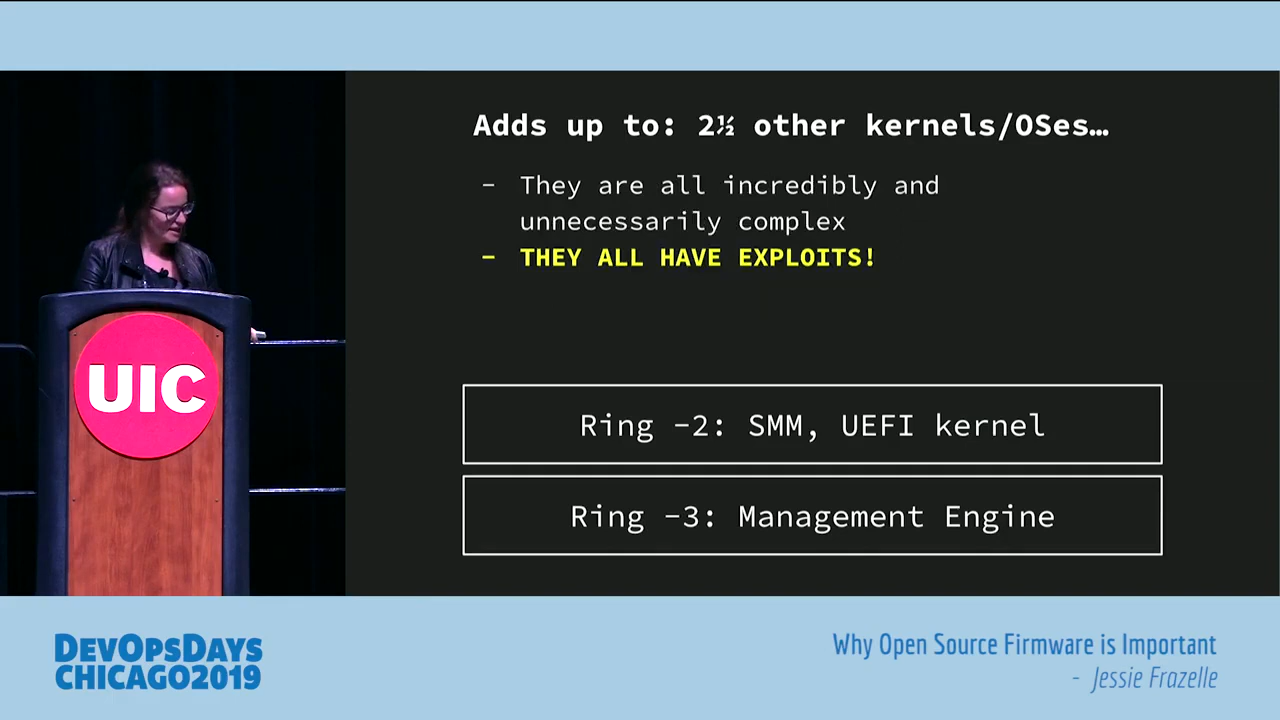 Adds up to: 2½ other kernels/OSes…
- They are all incredibly and
unnecessarily complex
- THEY ALL HAVE EXPLOITS!
Ring -2: SMM, UEFI kernel
Ring -3: Management Engine
UIC
DEVOPSDAYS
CHICAGO2019
Why Open Source Firmware is Important
- Jessie Frazelle